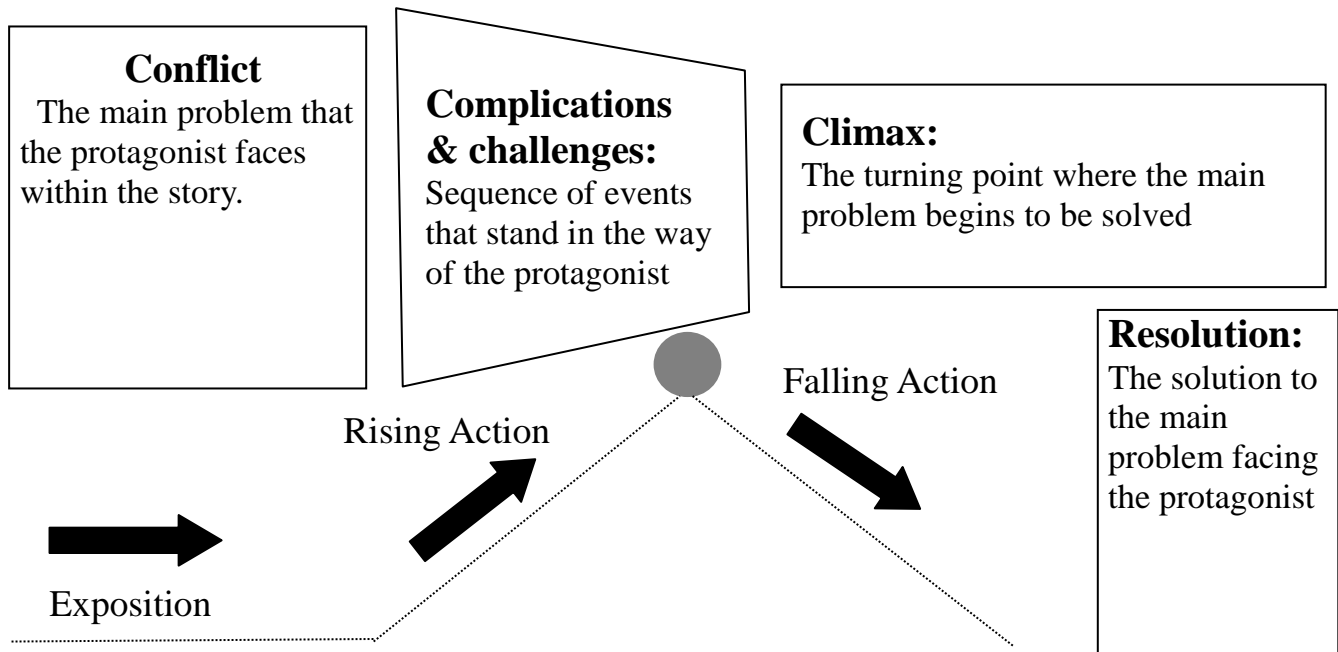 Conflict
The main problem that
the protagonist faces
within the story.
Complications
& challenges:
Sequence of events
that stand in the way
of the protagonist
Climax:
The turning point where the main
problem begins to be solved
Resolution:
The solution to
the main
problem facing
the protagonist
Falling Action
Rising Action
Exposition